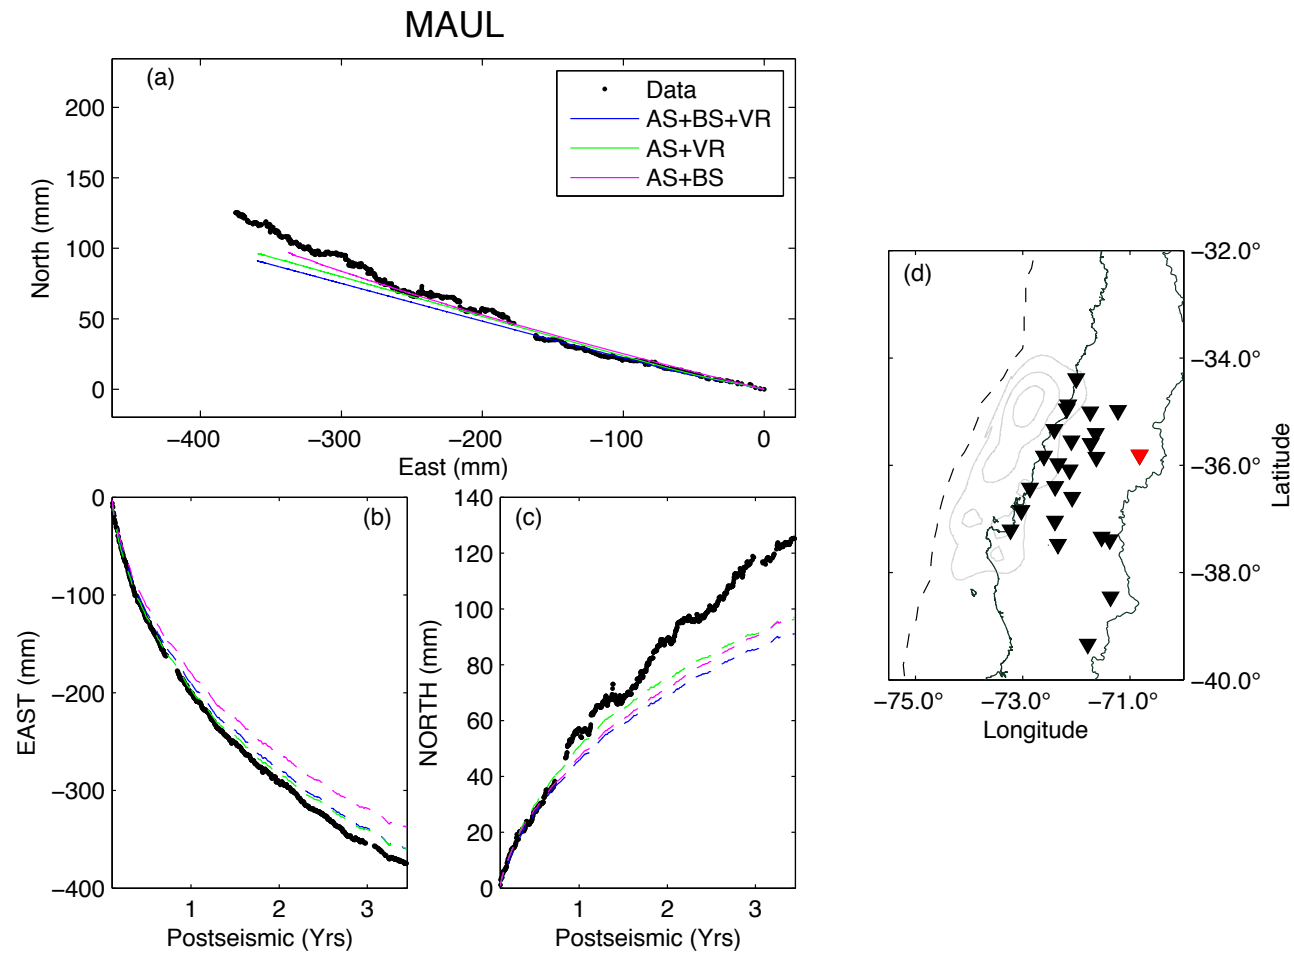 MAUL
(a)
Data
AS+BS+VR
AS+VR
AS+BS
200
150
100
50
0
North (mm)
−400 −300 −200 −100 0
East (mm)
(b)
0
−100
−200
−300
−400
EAST (mm)
1 2 3
Postseismic (Yrs)
(c)
140
120
100
80
60
40
20
0
NORTH (mm)
1 2 3
Postseismic (Yrs)
(d)
−32.0°
−34.0°
−36.0°
−38.0°
−40.0°
Latitude
−75.0° −73.0° −71.0°
Longitude